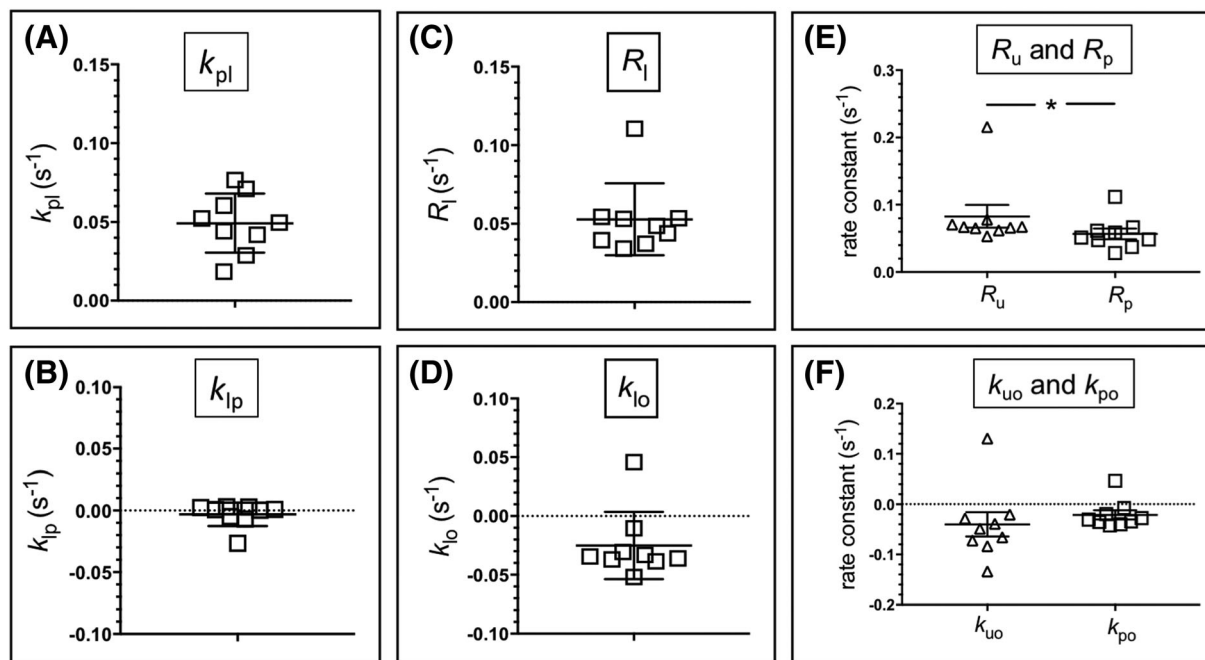 (A)
k_pl
0.15
0.10
0.05
0.00
k_pl (s⁻¹)
(C)
R_l
0.15
0.10
0.05
0.00
R_l (s⁻¹)
(E)
R_u and R_p
0.3
0.2
0.1
0.0
rate constant (s⁻¹)
*
R_u R_p
(B)
k_lp
0.10
0.05
0.00
-0.05
-0.10
k_lp (s⁻¹)
(D)
k_lo
0.10
0.05
0.00
-0.05
-0.10
k_lo (s⁻¹)
(F)
k_uo and k_po
0.2
0.1
0.0
-0.1
-0.2
rate constant (s⁻¹)
k_uo k_po